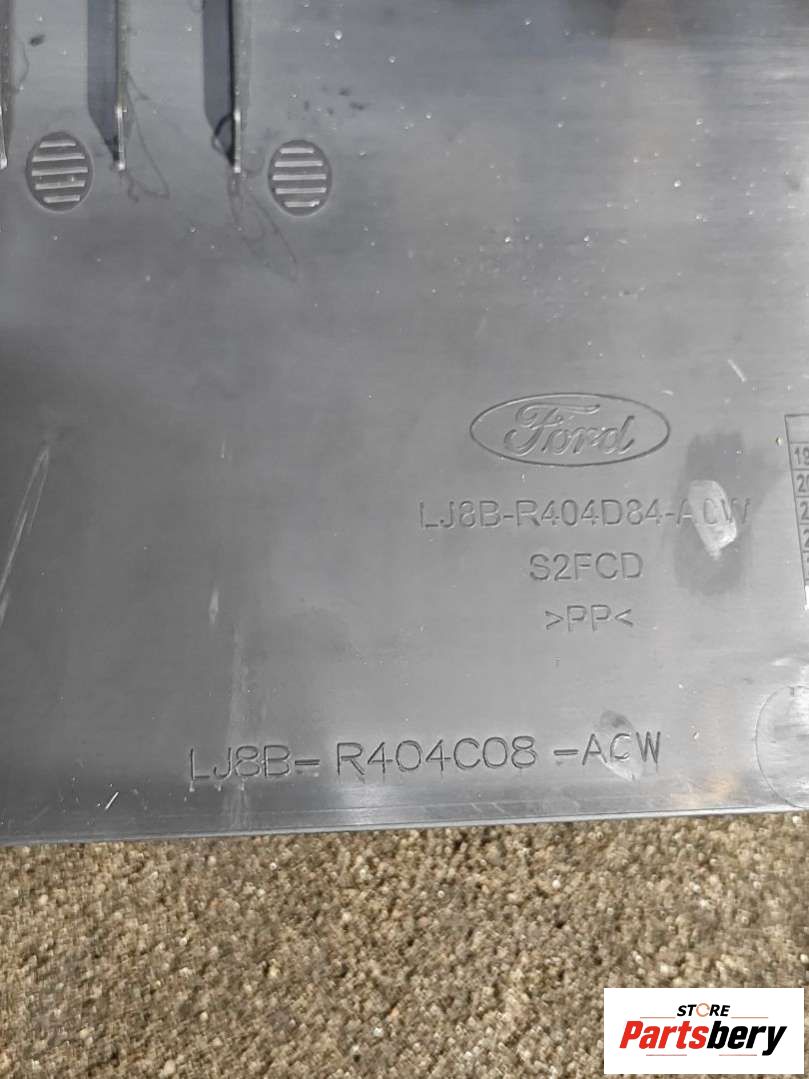 Ford
LJ8B-R404D84-ACW
S2FCD
>PP<
LJ8B-R404C08-ACW
STORE
Partsbery